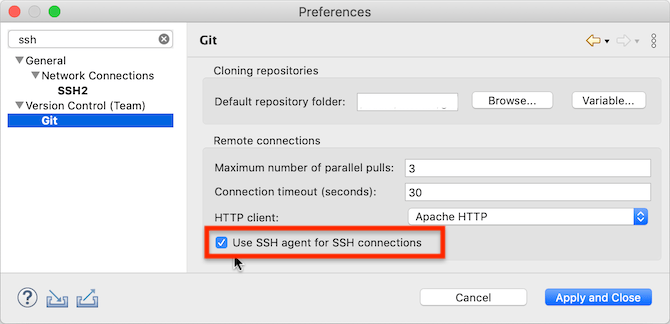 Preferences
ssh
Git
General
Network Connections
SSH2
Version Control (Team)
Git
Cloning repositories
Default repository folder:
Browse...
Variable...
Remote connections
Maximum number of parallel pulls:
3
Connection timeout (seconds):
30
HTTP client:
Apache HTTP
Use SSH agent for SSH connections
?
Cancel
Apply and Close